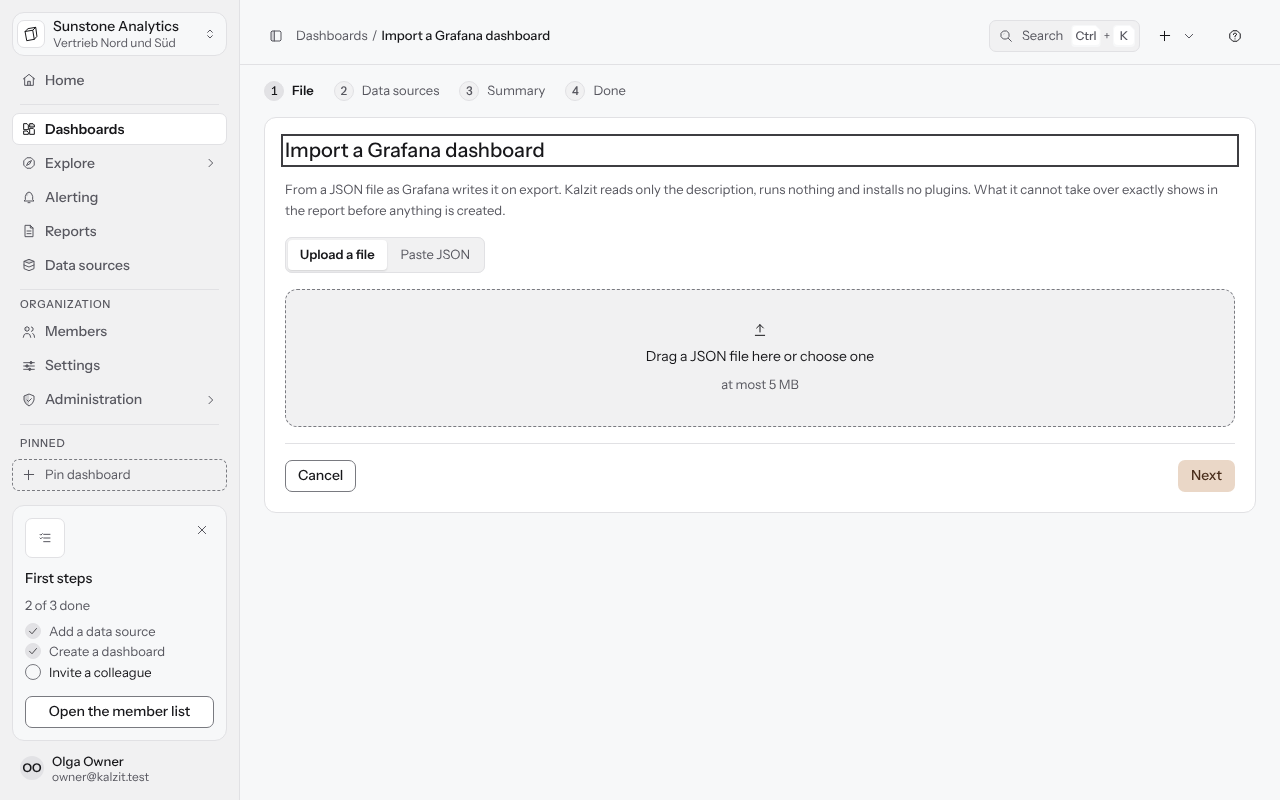 Sunstone Analytics
Vertrieb Nord und Süd
Home
Dashboards
Explore
Alerting
Reports
Data sources
ORGANIZATION
Members
Settings
Administration
PINNED
Pin dashboard
First steps
2 of 3 done
Add a data source
Create a dashboard
Invite a colleague
Open the member list
OO
Olga Owner
owner@kalzit.test
Dashboards / Import a Grafana dashboard
Search Ctrl + K
1 File 2 Data sources 3 Summary 4 Done
Import a Grafana dashboard
From a JSON file as Grafana writes it on export. Kalzit reads only the description, runs nothing and installs no plugins. What it cannot take over exactly shows in
the report before anything is created.
Upload a file Paste JSON
Drag a JSON file here or choose one
at most 5 MB
Cancel Next